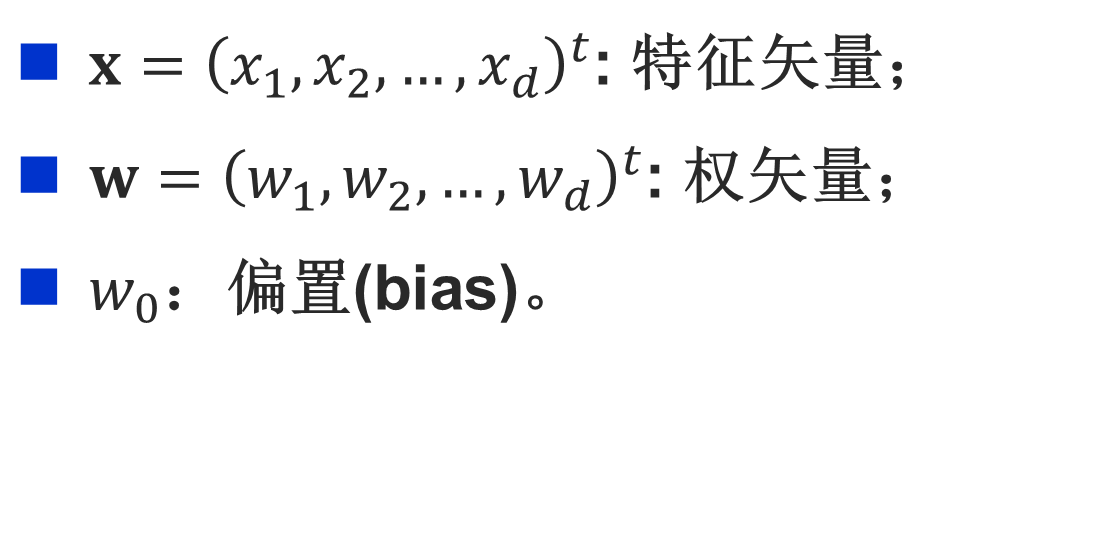 ■ 𝐱 = (𝑥₁, 𝑥₂, …, 𝑥_𝑑)^𝑡: 特征矢量；
■ 𝐰 = (𝑤₁, 𝑤₂, …, 𝑤_𝑑)^𝑡: 权矢量；
■ 𝑤₀： 偏置(bias)。